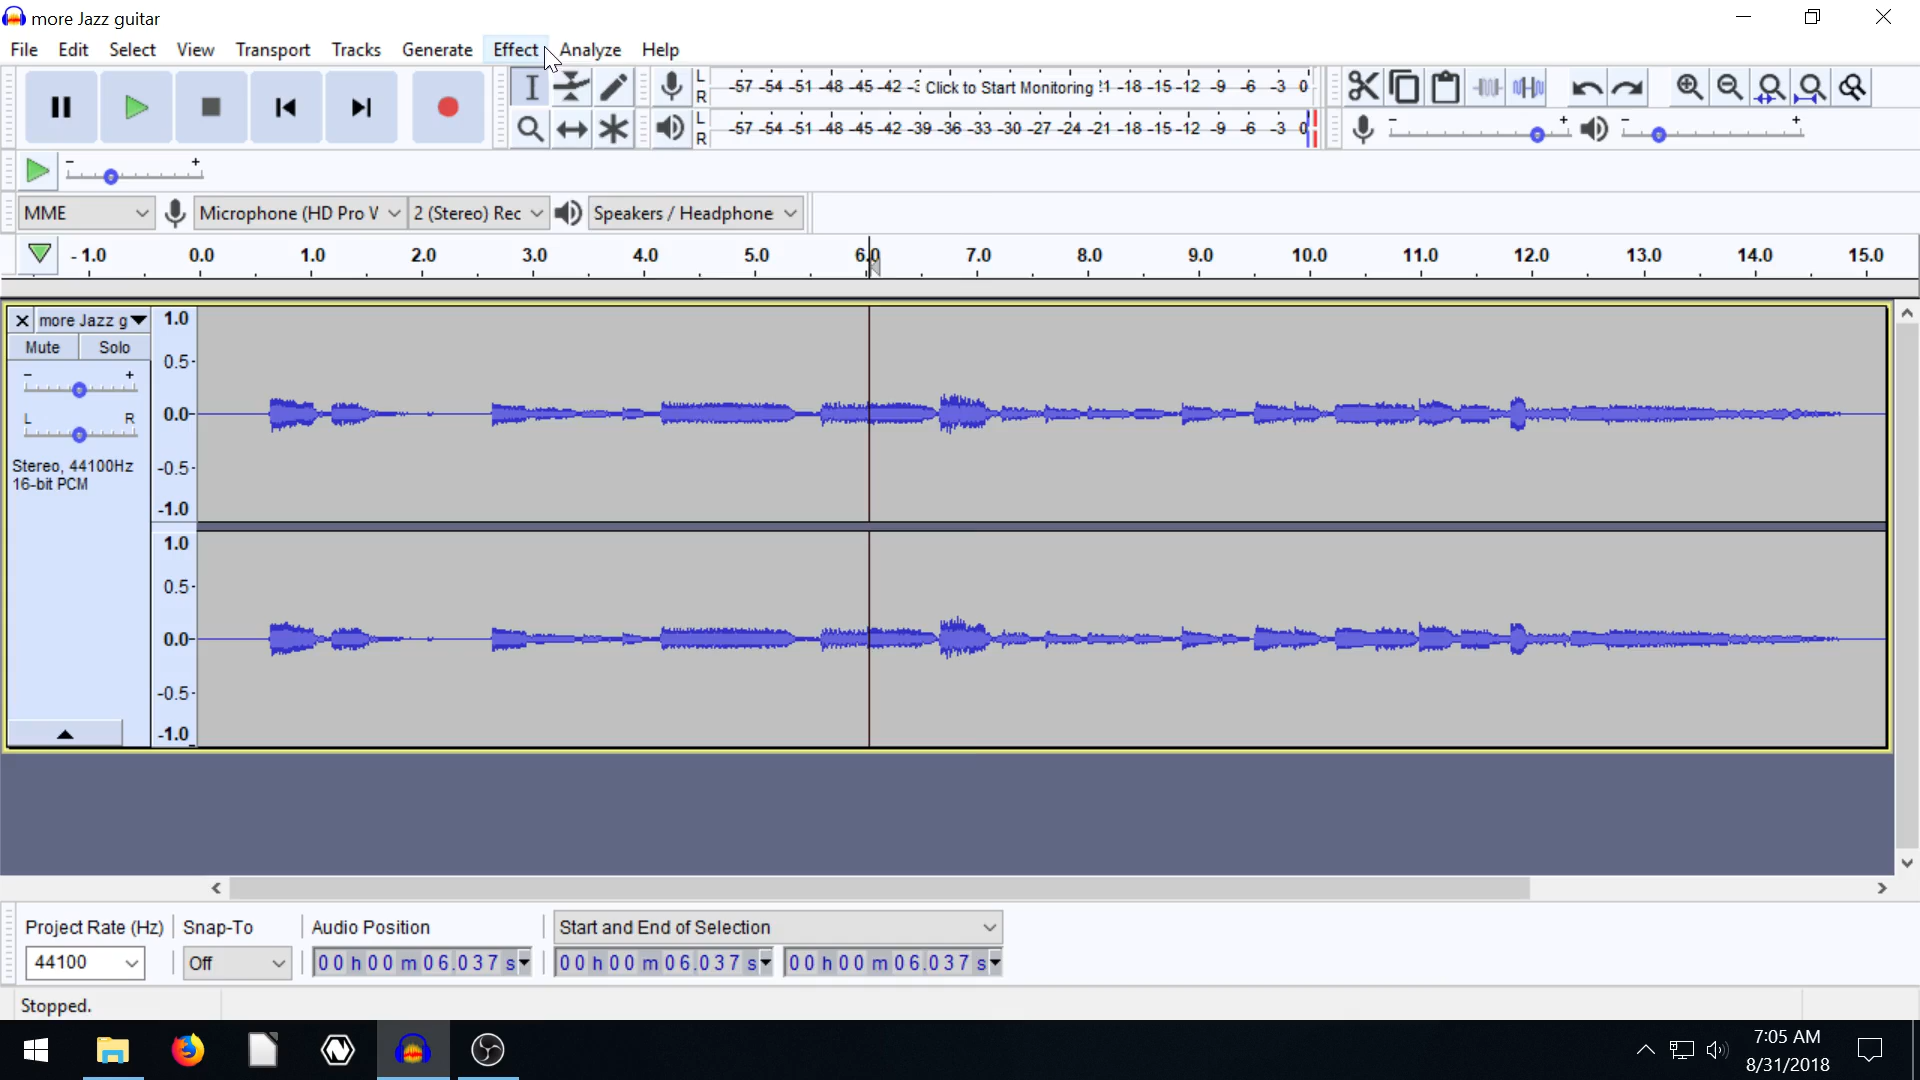 more Jazz guitar
File Edit Select View Transport Tracks Generate Effect Analyze Help
L R -57 -54 -51 -48 -45 -42 -3 Click to Start Monitoring !1 -18 -15 -12 -9 -6 -3 0
L R -57 -54 -51 -48 -45 -42 -39 -36 -33 -30 -27 -24 -21 -18 -15 -12 -9 -6 -3 0 - + - +
- +
MME Microphone (HD Pro V 2 (Stereo) Rec Speakers / Headphone
-1.0 0.0 1.0 2.0 3.0 4.0 5.0 6.0 7.0 8.0 9.0 10.0 11.0 12.0 13.0 14.0 15.0
more Jazz g 1.0
Mute Solo
0.5
- +
L R 0.0
Stereo, 44100Hz -0.5
16-bit PCM
-1.0
1.0
0.5
0.0
-0.5
-1.0
Project Rate (Hz) Snap-To Audio Position Start and End of Selection
44100 Off 00 h 00 m 06.037 s 00 h 00 m 06.037 s 00 h 00 m 06.037 s
Stopped.
7:05 AM
8/31/2018